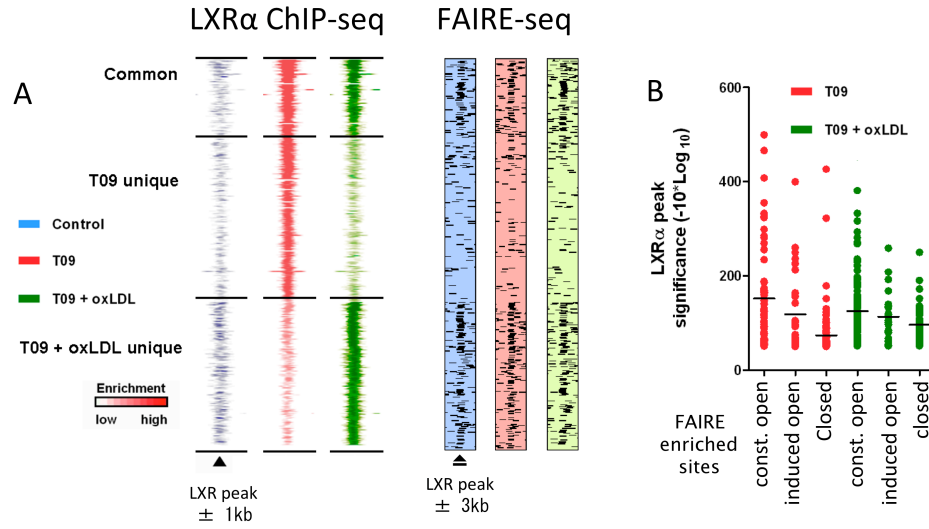 LXRα ChIP-seq
FAIRE-seq
A
Common
T09 unique
Control
T09
T09 + oxLDL
T09 + oxLDL unique
Enrichment
low high
LXR peak
± 1kb
LXR peak
± 3kb
B
T09
T09 + oxLDL
LXRα peak
significance (-10*Log10)
600
400
200
0
FAIRE
enriched
sites
const. open
induced open
Closed
const. open
induced open
closed